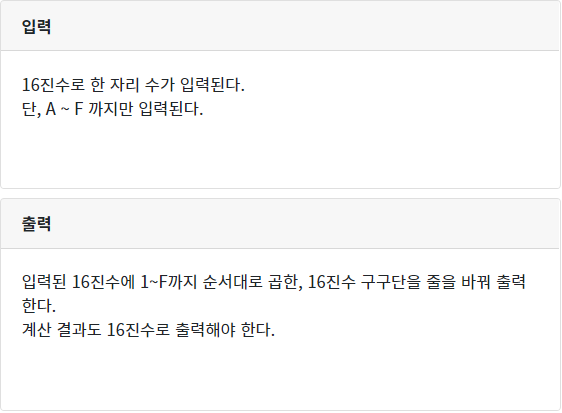 입력
16진수로 한 자리 수가 입력된다.
단, A ~ F 까지만 입력된다.
출력
입력된 16진수에 1~F까지 순서대로 곱한, 16진수 구구단을 줄을 바꿔 출력
한다.
계산 결과도 16진수로 출력해야 한다.